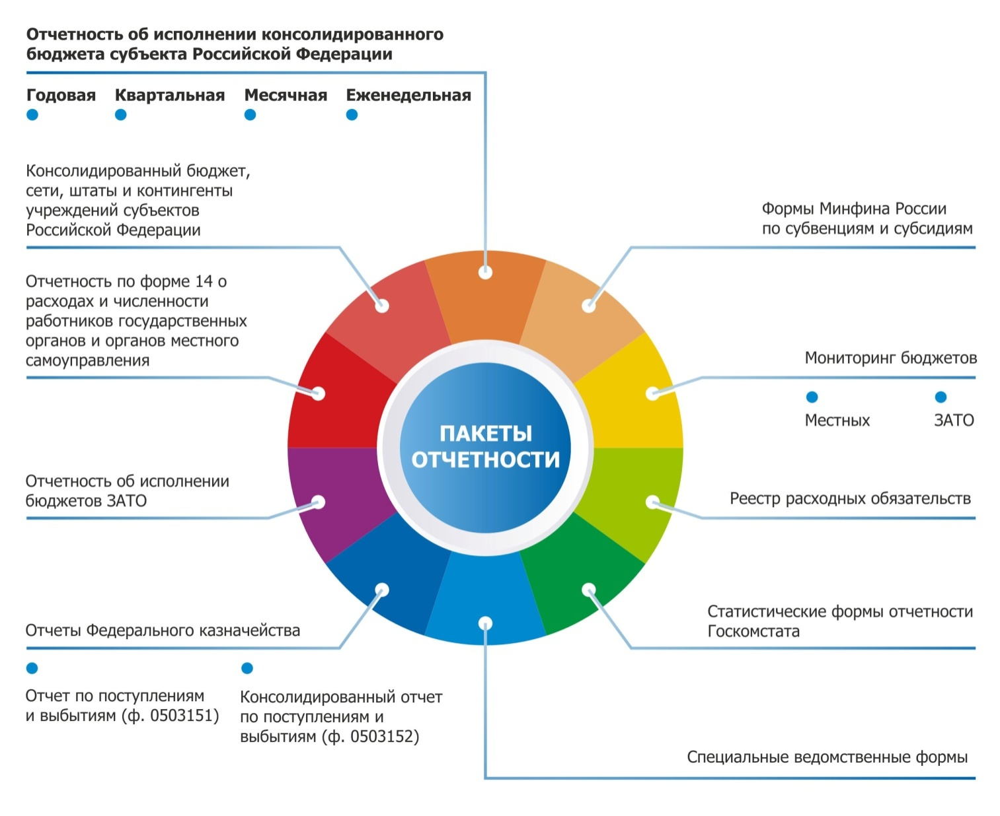 Отчетность об исполнении консолидированного
бюджета субъекта Российской Федерации
Годовая Квартальная Месячная Еженедельная
Консолидированный бюджет,
сети, штаты и контингенты
учреждений субъектов
Российской Федерации
Отчетность по форме 14 о
расходах и численности
работников государственных
органов и органов местного
самоуправления
Отчетность об исполнении
бюджетов ЗАТО
Отчеты Федерального казначейства
Отчет по поступлениям
и выбытиям (ф. 0503151)
Консолидированный отчет
по поступлениям и
выбытиям (ф. 0503152)
ПАКЕТЫ
ОТЧЕТНОСТИ
Формы Минфина России
по субвенциям и субсидиям
Мониторинг бюджетов
Местных ЗАТО
Реестр расходных обязательств
Статистические формы отчетности
Госкомстата
Специальные ведомственные формы